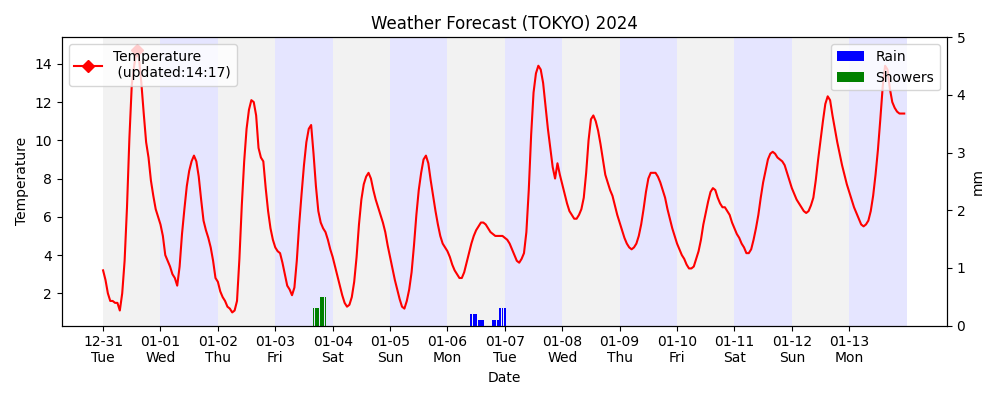 Weather Forecast (TOKYO) 2024
Temperature
(updated:14:17)
Rain
Showers
Temperature
14
12
10
8
6
4
2
5
4
3
2
1
0
mm
12-31 01-01 01-02 01-03 01-04 01-05 01-06 01-07 01-08 01-09 01-10 01-11 01-12 01-13
Tue Wed Thu Fri Sat Sun Mon Tue Wed Thu Fri Sat Sun Mon
Date